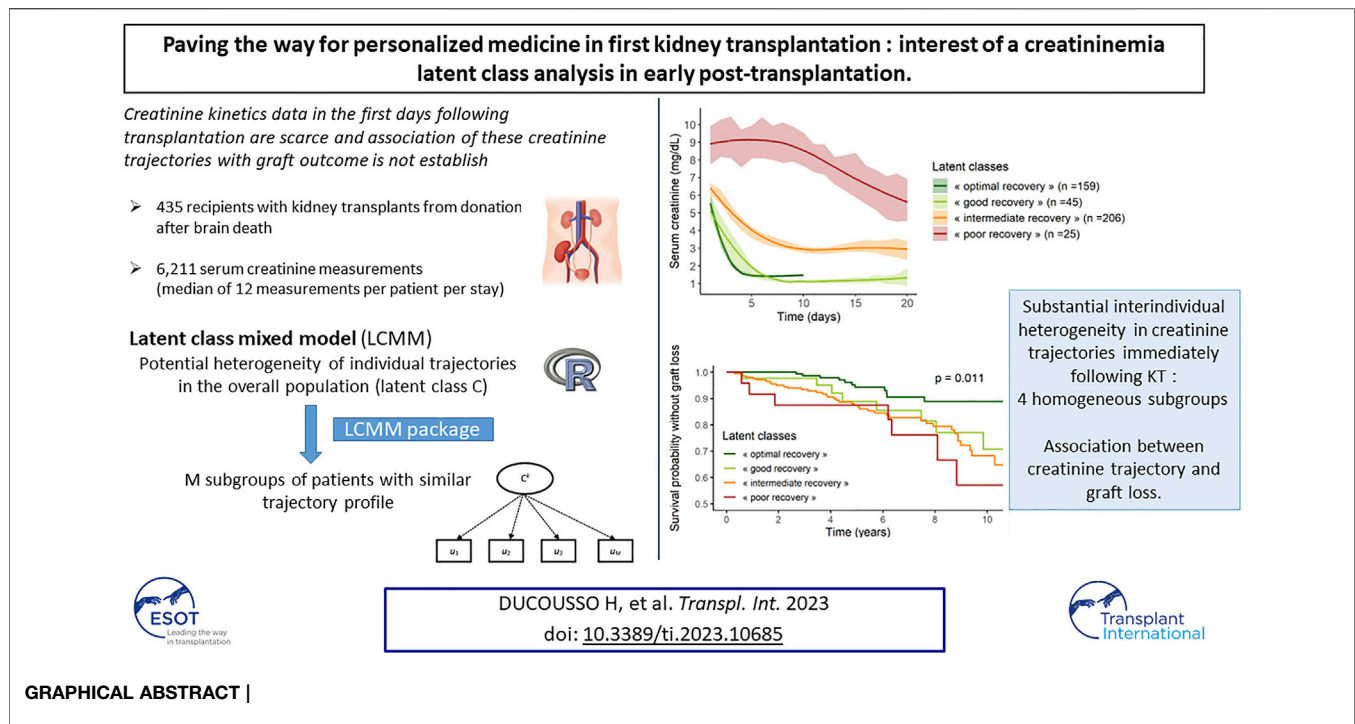 Paving the way for personalized medicine in first kidney transplantation : interest of a creatininemia
latent class analysis in early post-transplantation.
Creatinine kinetics data in the first days following
transplantation are scarce and association of these creatinine
trajectories with graft outcome is not establish
➢ 435 recipients with kidney transplants from donation
after brain death
➢ 6,211 serum creatinine measurements
(median of 12 measurements per patient per stay)
Latent class mixed model (LCMM)
Potential heterogeneity of individual trajectories
in the overall population (latent class C)
R
LCMM package
M subgroups of patients with similar
trajectory profile
Cᵏ
u₁ u₂ u₃ u_M
Serum creatinine (mg/dL)
10
9
8
7
6
5
4
3
2
1
5 10 15 20
Time (days)
Latent classes
« optimal recovery » (n =159)
« good recovery » (n =45)
« intermediate recovery » (n =206)
« poor recovery » (n =25)
Survival probability without graft loss
1.0
0.9
0.8
0.7
0.6
0.5
p = 0.011
Latent classes
« optimal recovery »
« good recovery »
« intermediate recovery »
« poor recovery »
0 2 4 6 8 10
Time (years)
Substantial interindividual
heterogeneity in creatinine
trajectories immediately
following KT :
4 homogeneous subgroups
Association between
creatinine trajectory and
graft loss.
ESOT
Leading the way
in transplantation
DUCOUSSO H, et al. Transpl. Int. 2023
doi: 10.3389/ti.2023.10685
Transplant
International
GRAPHICAL ABSTRACT |